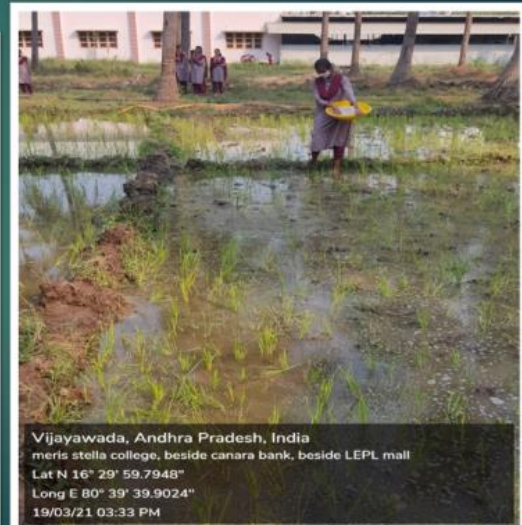 Vijayawada, Andhra Pradesh, India
meris stella college, beside canara bank, beside LEPL mall
Lat N 16° 29' 59.7948"
Long E 80° 39' 39.9024"
19/03/21 03:33 PM